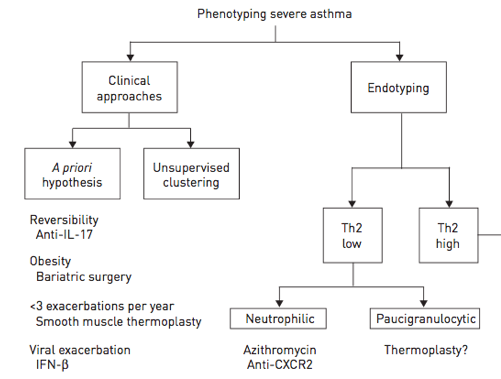 Phenotyping severe asthma
Clinical
approaches
Endotyping
A priori
hypothesis
Unsupervised
clustering
Reversibility
Anti-IL-17
Obesity
Bariatric surgery
<3 exacerbations per year
Smooth muscle thermoplasty
Viral exacerbation
IFN-β
Th2
low
Th2
high
Neutrophilic
Paucigranulocytic
Azithromycin
Anti-CXCR2
Thermoplasty?